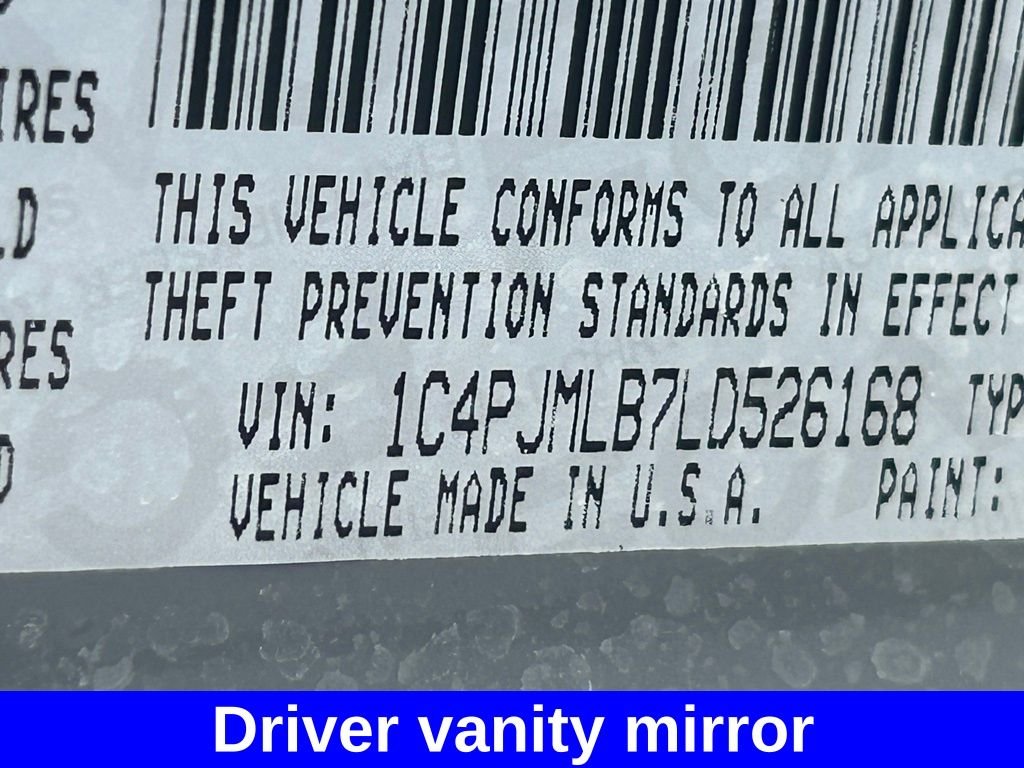 IRES
LD
RES
D
THIS VEHICLE CONFORMS TO ALL APPLICA
THEFT PREVENTION STANDARDS IN EFFECT
VIN: 1C4PJMLB7LD526168 TYP
VEHICLE MADE IN U.S.A. PAINT:
Driver vanity mirror